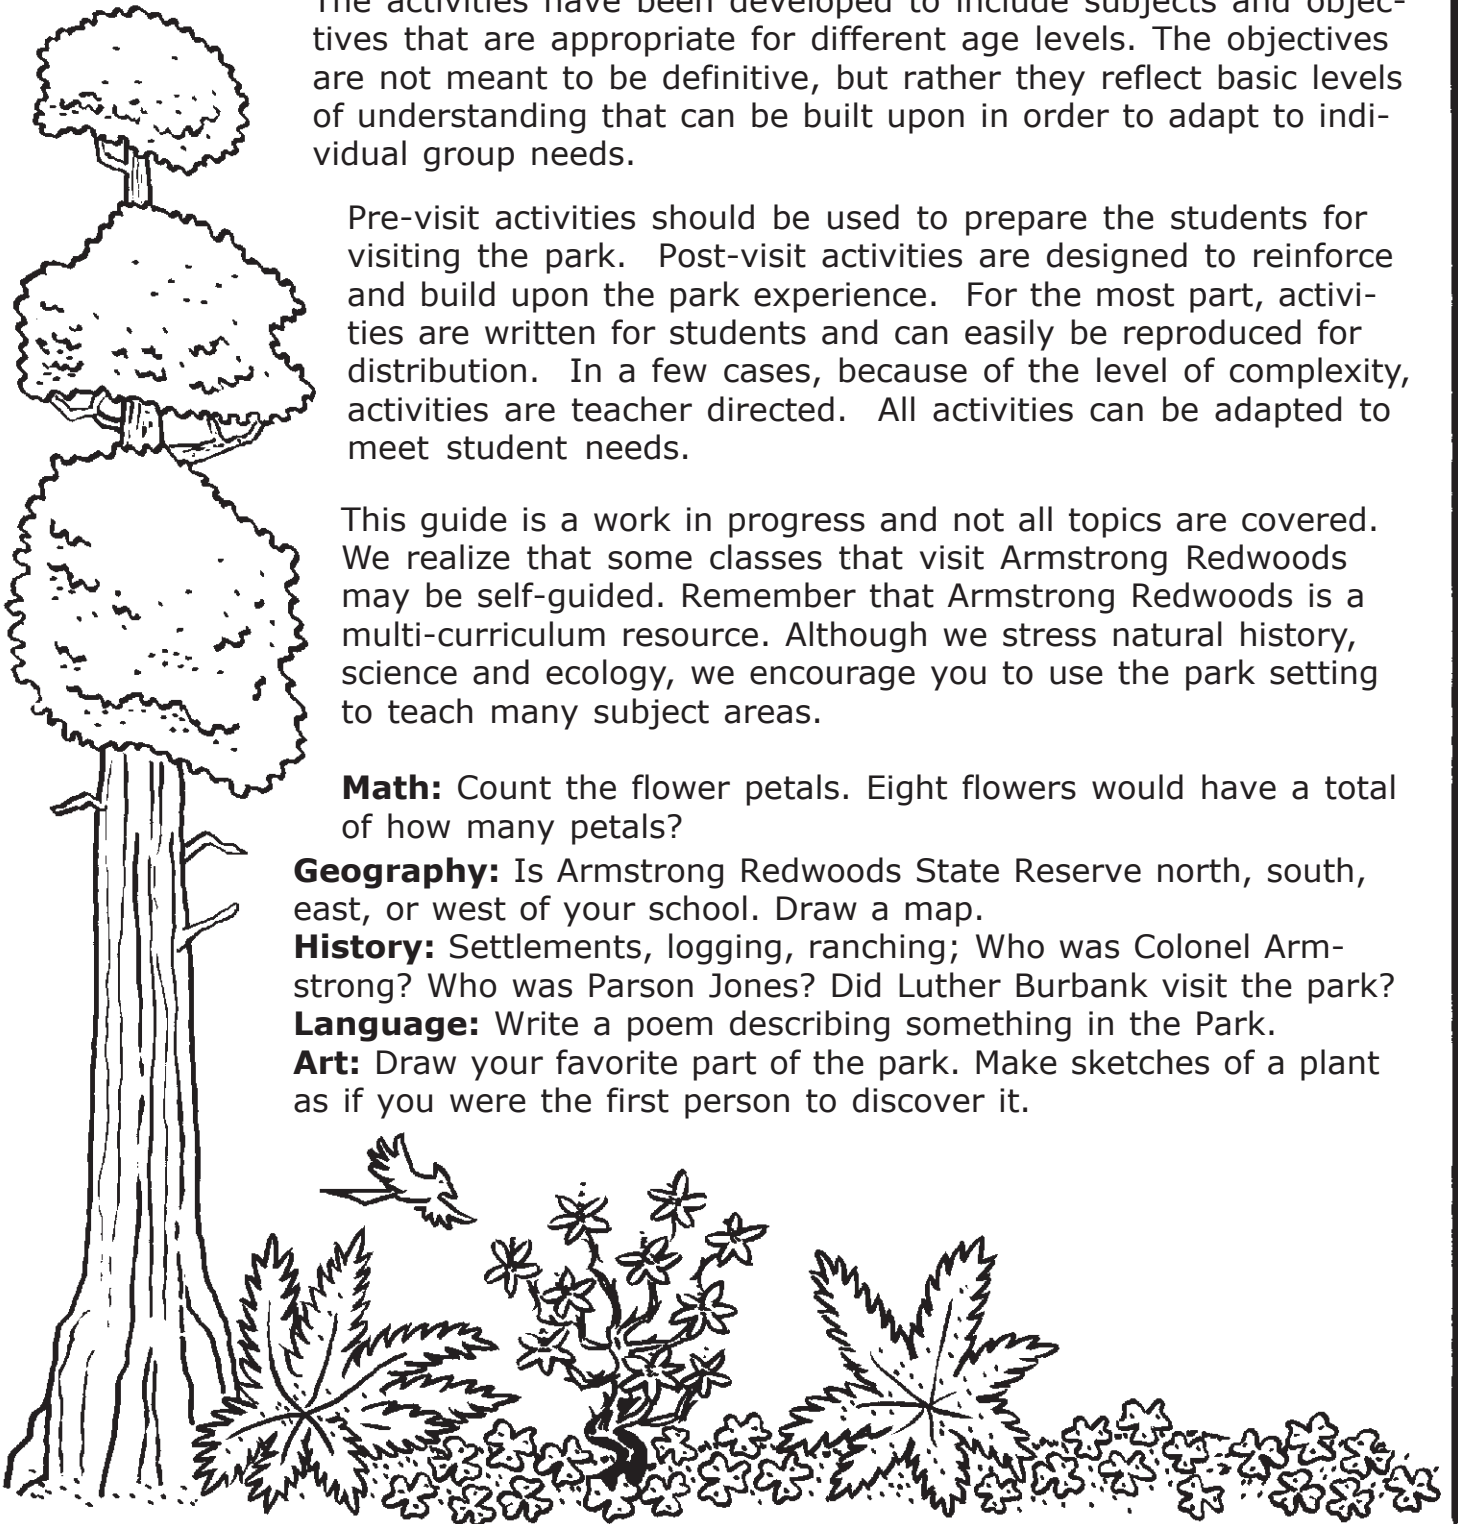 The activities have been developed to include subjects and objec-
tives that are appropriate for different age levels. The objectives
are not meant to be definitive, but rather they reflect basic levels
of understanding that can be built upon in order to adapt to indi-
vidual group needs.
Pre-visit activities should be used to prepare the students for
visiting the park.  Post-visit activities are designed to reinforce
and build upon the park experience.  For the most part, activi-
ties are written for students and can easily be reproduced for
distribution.  In a few cases, because of the level of complexity,
activities are teacher directed.  All activities can be adapted to
meet student needs.
This guide is a work in progress and not all topics are covered.
We realize that some classes that visit Armstrong Redwoods
may be self-guided. Remember that Armstrong Redwoods is a
multi-curriculum resource. Although we stress natural history,
science and ecology, we encourage you to use the park setting
to teach many subject areas.
Math: Count the flower petals. Eight flowers would have a total
of how many petals?
Geography: Is Armstrong Redwoods State Reserve north, south,
east, or west of your school. Draw a map.
History: Settlements, logging, ranching; Who was Colonel Arm-
strong? Who was Parson Jones? Did Luther Burbank visit the park?
Language: Write a poem describing something in the Park.
Art: Draw your favorite part of the park. Make sketches of a plant
as if you were the first person to discover it.